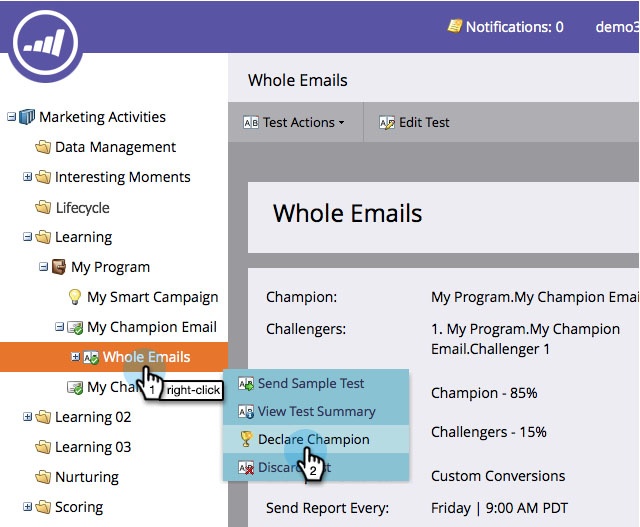 Notifications: 0
demo3
Whole Emails
Marketing Activities
Test Actions
Edit Test
Data Management
Interesting Moments
Lifecycle
Learning
Whole Emails
My Program
My Smart Campaign
Champion:
My Program.My Champion Emai
My Champion Email
Challengers:
1. My Program.My Champion
Email.Challenger 1
Whole Emails
1
right-click
Send Sample Test
My Cha
Champion - 85%
View Test Summary
Learning 02
Declare Champion
Challengers - 15%
Learning 03
Discar
2
Nurturing
Custom Conversions
Scoring
Send Report Every:
Friday | 9:00 AM PDT